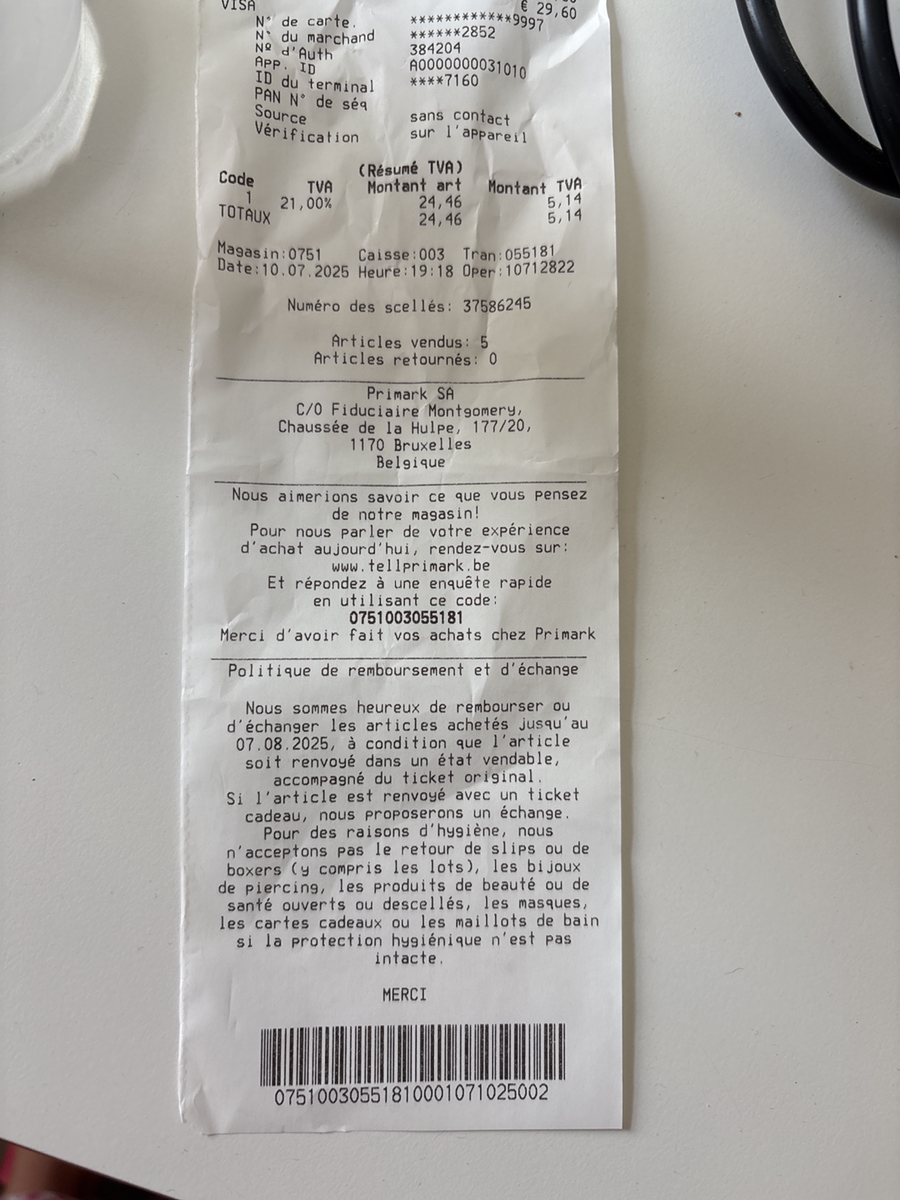 VISA € 29,60
N° de carte. ************9997
N° du marchand ******2852
Nº d'Auth 384204
App. ID A0000000031010
ID du terminal ****7160
PAN N° de séq
Source sans contact
Vérification sur l'appareil
(Résumé TVA)
Code TVA Montant art Montant TVA
1 21,00% 24,46 5,14
TOTAUX 24,46 5,14
Magasin:0751 Caisse:003 Tran:055181
Date:10.07.2025 Heure:19:18 Oper:10712822
Numéro des scellés: 37586245
Articles vendus: 5
Articles retournés: 0
Primark SA
C/O Fiduciaire Montgomery,
Chaussée de la Hulpe, 177/20,
1170 Bruxelles
Belgique
Nous aimerions savoir ce que vous pensez
de notre magasin!
Pour nous parler de votre expérience
d'achat aujourd'hui, rendez-vous sur:
www.tellprimark.be
Et répondez à une enquête rapide
en utilisant ce code:
0751003055181
Merci d'avoir fait vos achats chez Primark
Politique de remboursement et d'échange
Nous sommes heureux de rembourser ou
d'échanger les articles achetés jusqu'au
07.08.2025, à condition que l'article
soit renvoyé dans un état vendable,
accompagné du ticket original.
Si l'article est renvoyé avec un ticket
cadeau, nous proposerons un échange.
Pour des raisons d'hygiène, nous
n'acceptons pas le retour de slips ou de
boxers (y compris les lots), les bijoux
de piercing, les produits de beauté ou de
santé ouverts ou descellés, les masques,
les cartes cadeaux ou les maillots de bain
si la protection hygiénique n'est pas
intacte.
MERCI
07510030551810001071025002